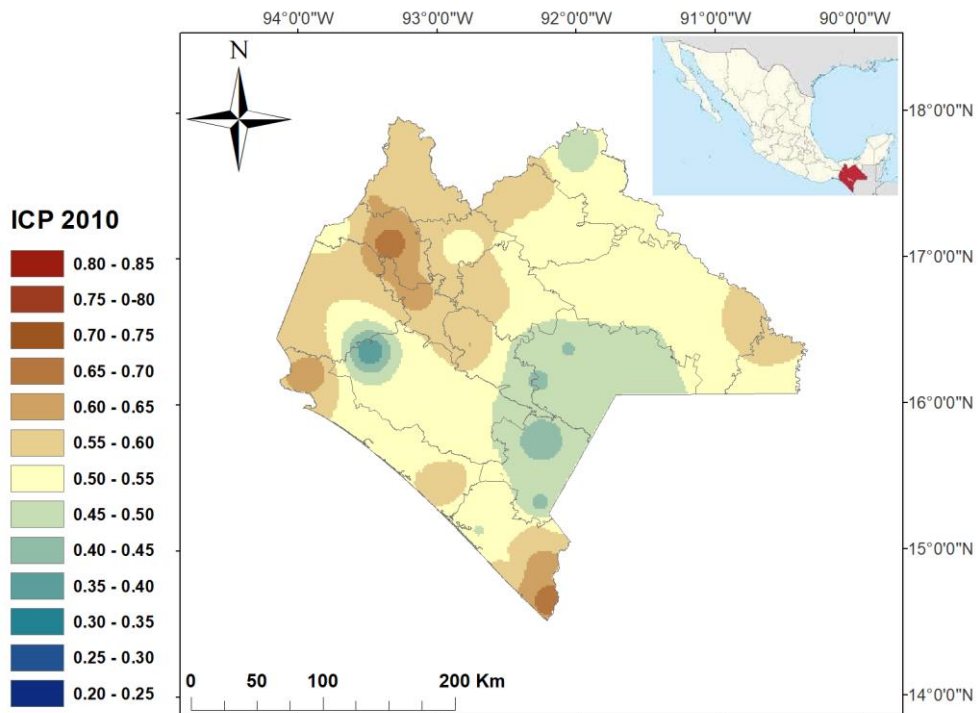 94°0'0"W 93°0'0"W 92°0'0"W 91°0'0"W 90°0'0"W
N
18°0'0"N
ICP 2010
0.80 - 0.85
17°0'0"N
0.75 - 0-80
0.70 - 0.75
0.65 - 0.70
0.60 - 0.65
16°0'0"N
0.55 - 0.60
0.50 - 0.55
0.45 - 0.50
0.40 - 0.45
15°0'0"N
0.35 - 0.40
0.30 - 0.35
0.25 - 0.30
0.20 - 0.25
0 50 100 200 Km
14°0'0"N